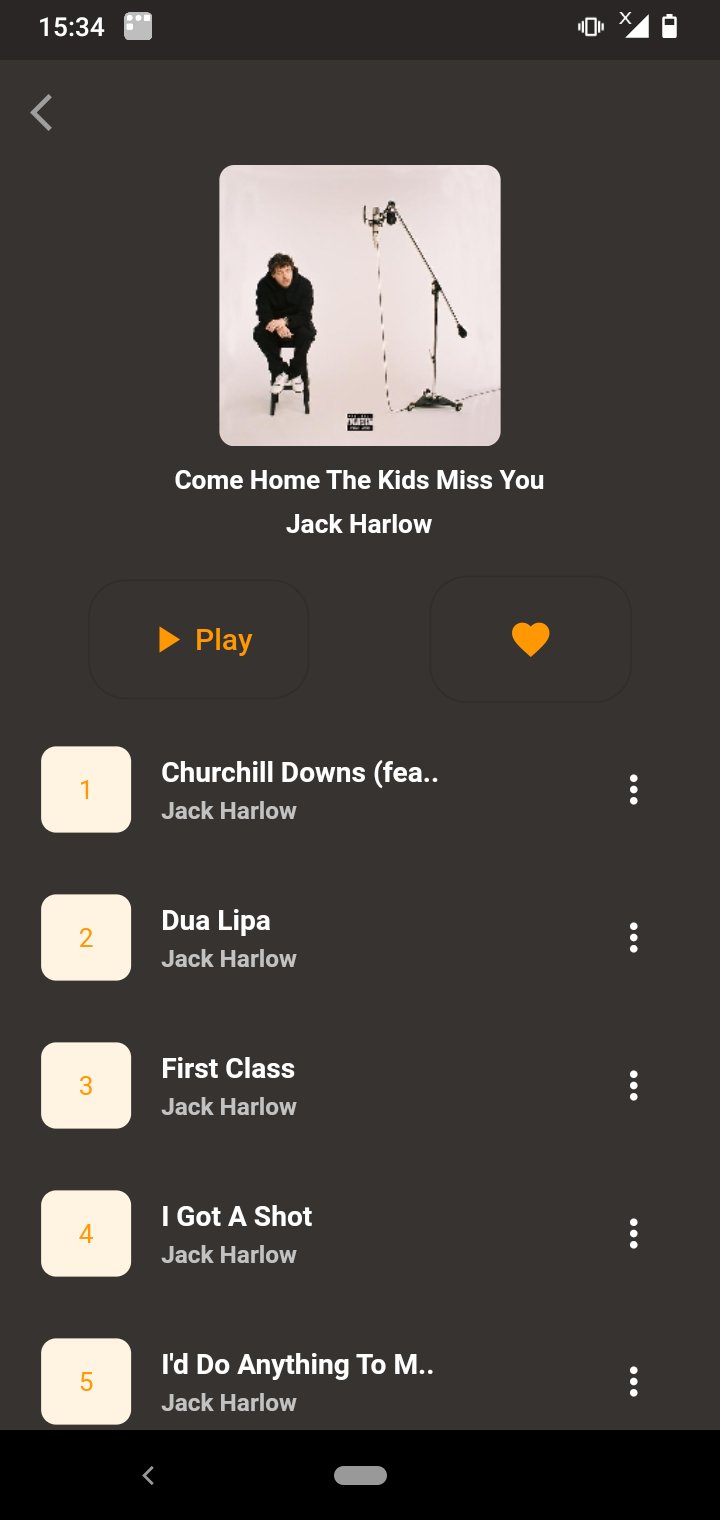 15:34
X
Come Home The Kids Miss You
Jack Harlow
Play
1
Churchill Downs (fea..
Jack Harlow
2
Dua Lipa
Jack Harlow
3
First Class
Jack Harlow
4
I Got A Shot
Jack Harlow
5
I'd Do Anything To M..
Jack Harlow